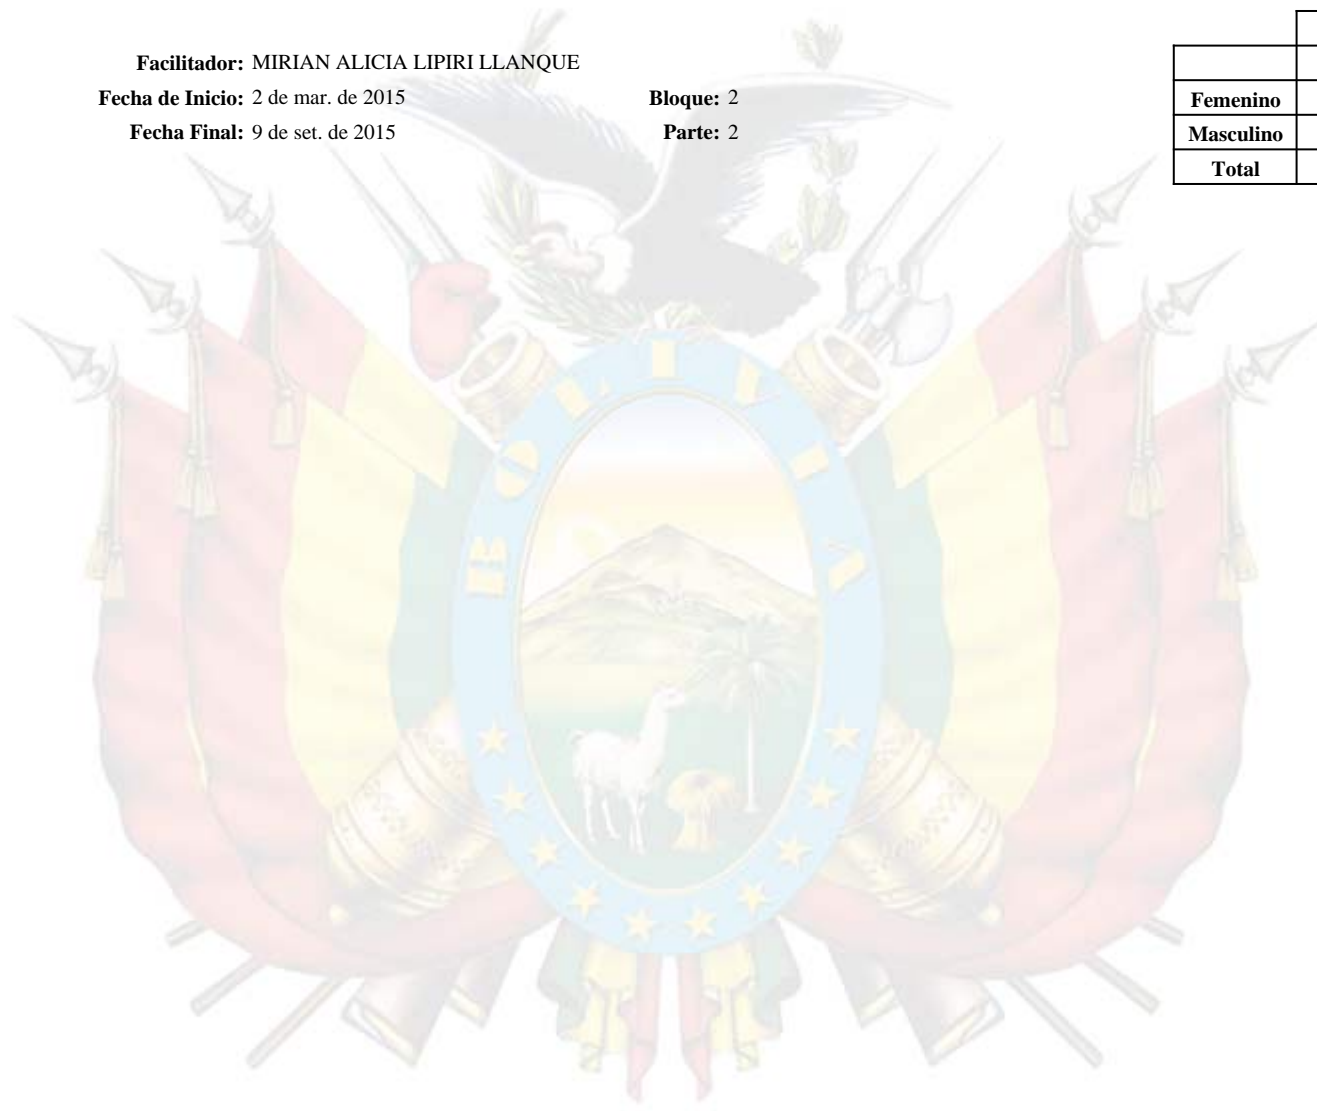 Facilitador: MIRIAN ALICIA LIPIRI LLANQUE
Fecha de Inicio: 2 de mar. de 2015 Bloque: 2
Fecha Final: 9 de set. de 2015 Parte: 2
Femenino
Masculino
Total
BOLIVIA